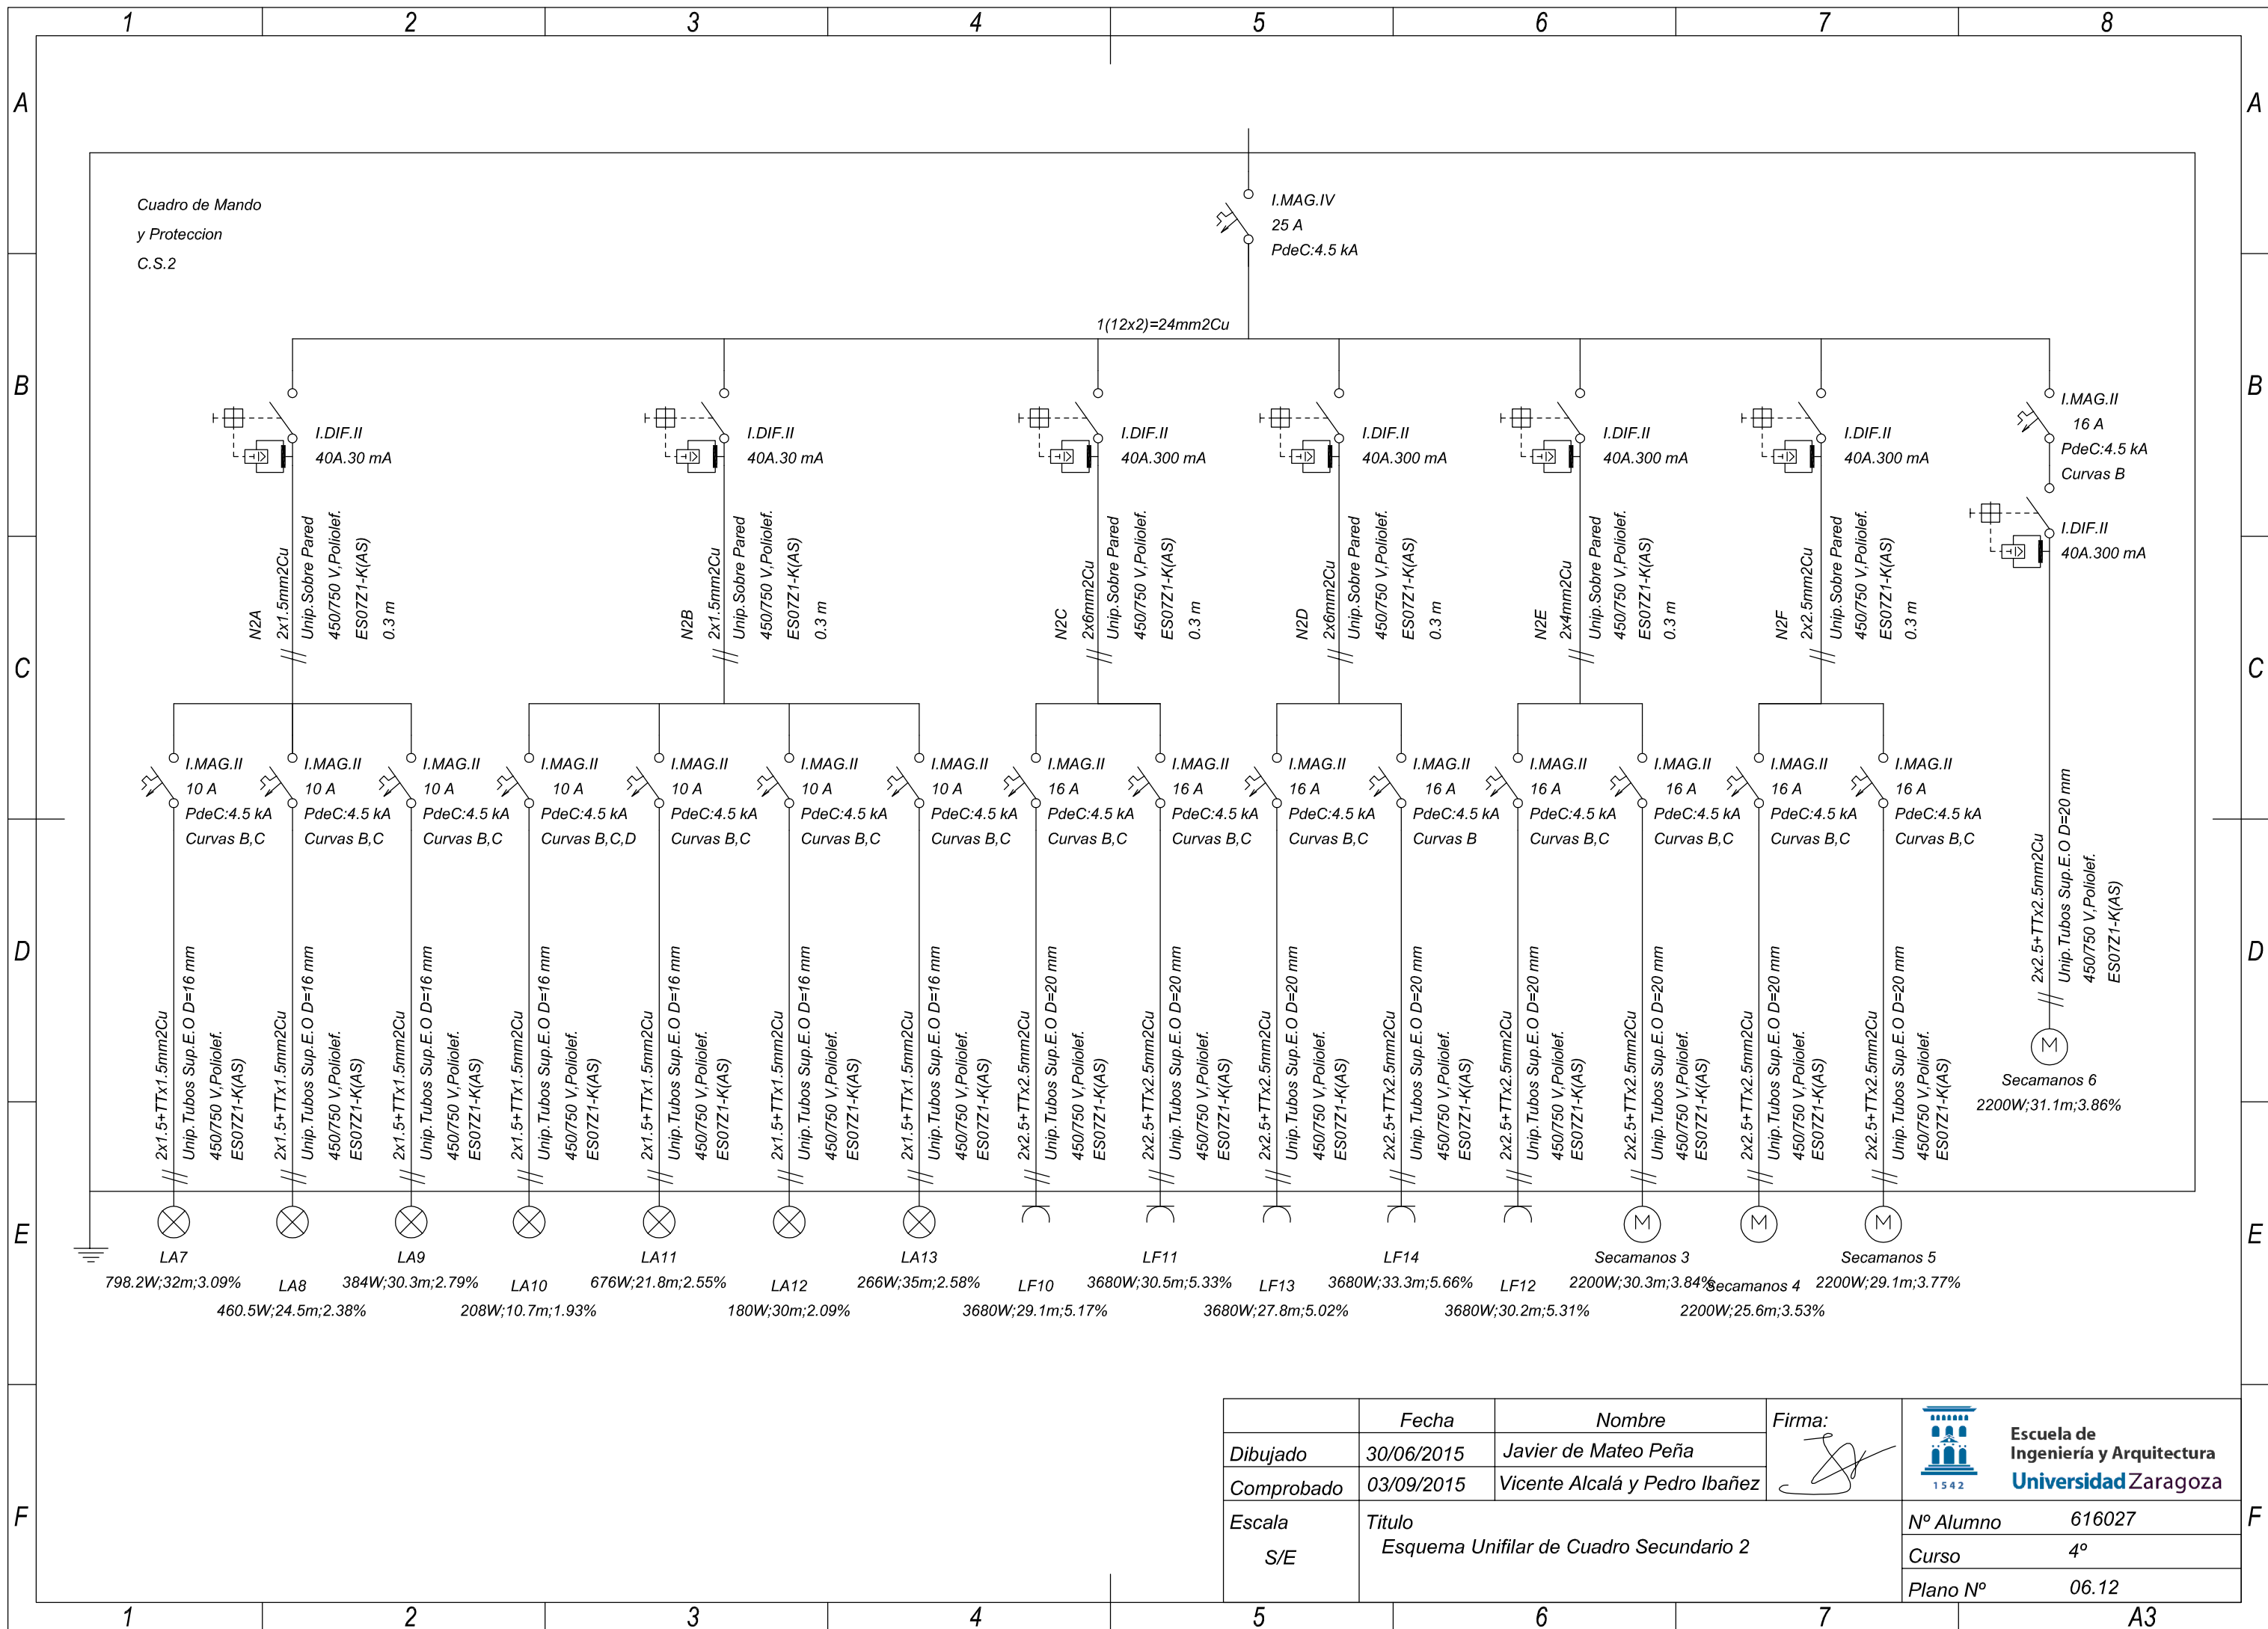 1 2 3 4 5 6 7 8
A A
B B
C C
D D
E E
F F
Cuadro de Mando
y Proteccion
C.S.2
I.MAG.IV
25 A
PdeC:4.5 kA
1(12x2)=24mm2Cu
I.DIF.II
40A.30 mA
I.DIF.II
40A.30 mA
I.DIF.II
40A.300 mA
I.DIF.II
40A.300 mA
I.DIF.II
40A.300 mA
I.DIF.II
40A.300 mA
I.MAG.II
16 A
PdeC:4.5 kA
Curvas B
I.DIF.II
40A.300 mA
N2A
2x1.5mm2Cu
Unip.Sobre Pared
450/750 V,Poliolef.
ES07Z1-K(AS)
0.3 m
N2B
2x1.5mm2Cu
Unip.Sobre Pared
450/750 V,Poliolef.
ES07Z1-K(AS)
0.3 m
N2C
2x6mm2Cu
Unip.Sobre Pared
450/750 V,Poliolef.
ES07Z1-K(AS)
0.3 m
N2D
2x6mm2Cu
Unip.Sobre Pared
450/750 V,Poliolef.
ES07Z1-K(AS)
0.3 m
N2E
2x4mm2Cu
Unip.Sobre Pared
450/750 V,Poliolef.
ES07Z1-K(AS)
0.3 m
N2F
2x2.5mm2Cu
Unip.Sobre Pared
450/750 V,Poliolef.
ES07Z1-K(AS)
0.3 m
I.MAG.II
10 A
PdeC:4.5 kA
Curvas B,C
I.MAG.II
10 A
PdeC:4.5 kA
Curvas B,C
I.MAG.II
10 A
PdeC:4.5 kA
Curvas B,C
I.MAG.II
10 A
PdeC:4.5 kA
Curvas B,C,D
I.MAG.II
10 A
PdeC:4.5 kA
Curvas B,C
I.MAG.II
10 A
PdeC:4.5 kA
Curvas B,C
I.MAG.II
10 A
PdeC:4.5 kA
Curvas B,C
I.MAG.II
16 A
PdeC:4.5 kA
Curvas B,C
I.MAG.II
16 A
PdeC:4.5 kA
Curvas B,C
I.MAG.II
16 A
PdeC:4.5 kA
Curvas B,C
I.MAG.II
16 A
PdeC:4.5 kA
Curvas B
I.MAG.II
16 A
PdeC:4.5 kA
Curvas B,C
I.MAG.II
16 A
PdeC:4.5 kA
Curvas B,C
I.MAG.II
16 A
PdeC:4.5 kA
Curvas B,C
I.MAG.II
16 A
PdeC:4.5 kA
Curvas B,C
2x1.5+TTx1.5mm2Cu
Unip.Tubos Sup.E.O D=16 mm
450/750 V,Poliolef.
ES07Z1-K(AS)
2x1.5+TTx1.5mm2Cu
Unip.Tubos Sup.E.O D=16 mm
450/750 V,Poliolef.
ES07Z1-K(AS)
2x1.5+TTx1.5mm2Cu
Unip.Tubos Sup.E.O D=16 mm
450/750 V,Poliolef.
ES07Z1-K(AS)
2x1.5+TTx1.5mm2Cu
Unip.Tubos Sup.E.O D=16 mm
450/750 V,Poliolef.
ES07Z1-K(AS)
2x1.5+TTx1.5mm2Cu
Unip.Tubos Sup.E.O D=16 mm
450/750 V,Poliolef.
ES07Z1-K(AS)
2x1.5+TTx1.5mm2Cu
Unip.Tubos Sup.E.O D=16 mm
450/750 V,Poliolef.
ES07Z1-K(AS)
2x1.5+TTx1.5mm2Cu
Unip.Tubos Sup.E.O D=16 mm
450/750 V,Poliolef.
ES07Z1-K(AS)
2x2.5+TTx2.5mm2Cu
Unip.Tubos Sup.E.O D=20 mm
450/750 V,Poliolef.
ES07Z1-K(AS)
2x2.5+TTx2.5mm2Cu
Unip.Tubos Sup.E.O D=20 mm
450/750 V,Poliolef.
ES07Z1-K(AS)
2x2.5+TTx2.5mm2Cu
Unip.Tubos Sup.E.O D=20 mm
450/750 V,Poliolef.
ES07Z1-K(AS)
2x2.5+TTx2.5mm2Cu
Unip.Tubos Sup.E.O D=20 mm
450/750 V,Poliolef.
ES07Z1-K(AS)
2x2.5+TTx2.5mm2Cu
Unip.Tubos Sup.E.O D=20 mm
450/750 V,Poliolef.
ES07Z1-K(AS)
2x2.5+TTx2.5mm2Cu
Unip.Tubos Sup.E.O D=20 mm
450/750 V,Poliolef.
ES07Z1-K(AS)
2x2.5+TTx2.5mm2Cu
Unip.Tubos Sup.E.O D=20 mm
450/750 V,Poliolef.
ES07Z1-K(AS)
2x2.5+TTx2.5mm2Cu
Unip.Tubos Sup.E.O D=20 mm
450/750 V,Poliolef.
ES07Z1-K(AS)
2x2.5+TTx2.5mm2Cu
Unip.Tubos Sup.E.O D=20 mm
450/750 V,Poliolef.
ES07Z1-K(AS)
M
Secamanos 6
2200W;31.1m;3.86%
M M M
LA7
798.2W;32m;3.09%
LA8
460.5W;24.5m;2.38%
LA9
384W;30.3m;2.79%
LA10
208W;10.7m;1.93%
LA11
676W;21.8m;2.55%
LA12
180W;30m;2.09%
LA13
266W;35m;2.58%
LF10
3680W;29.1m;5.17%
LF11
3680W;30.5m;5.33%
LF13
3680W;27.8m;5.02%
LF14
3680W;33.3m;5.66%
LF12
3680W;30.2m;5.31%
Secamanos 3
2200W;30.3m;3.84%
Secamanos 4
2200W;25.6m;3.53%
Secamanos 5
2200W;29.1m;3.77%
Fecha Nombre Firma:
Dibujado 30/06/2015 Javier de Mateo Peña
Comprobado 03/09/2015 Vicente Alcalá y Pedro Ibañez
1542
Escuela de
Ingeniería y Arquitectura
Universidad Zaragoza
Escala
S/E
Titulo
Esquema Unifilar de Cuadro Secundario 2
Nº Alumno 616027
Curso 4º
Plano Nº 06.12
1 2 3 4 5 6 7 A3